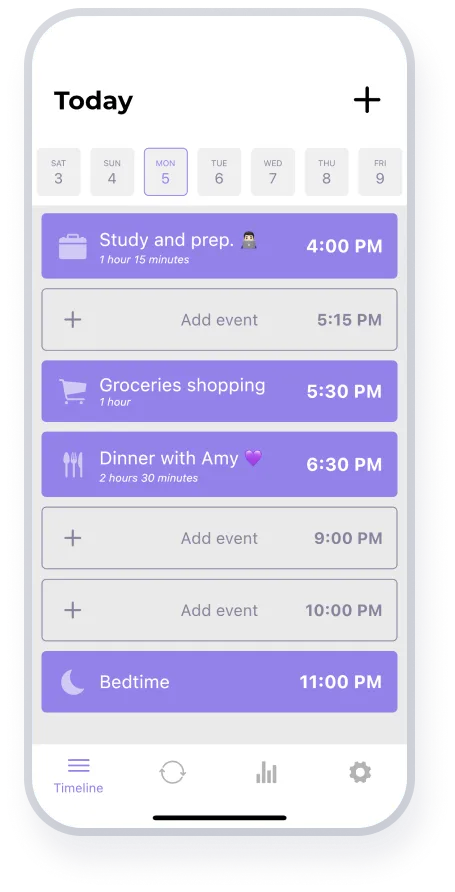 Today
SAT
3
SUN
4
MON
5
TUE
6
WED
7
THU
8
FRI
9
Study and prep. 👨🏻‍💻
1 hour 15 minutes
4:00 PM
Add event
5:15 PM
Groceries shopping
1 hour
5:30 PM
Dinner with Amy 💜
2 hours 30 minutes
6:30 PM
Add event
9:00 PM
Add event
10:00 PM
Bedtime
11:00 PM
Timeline